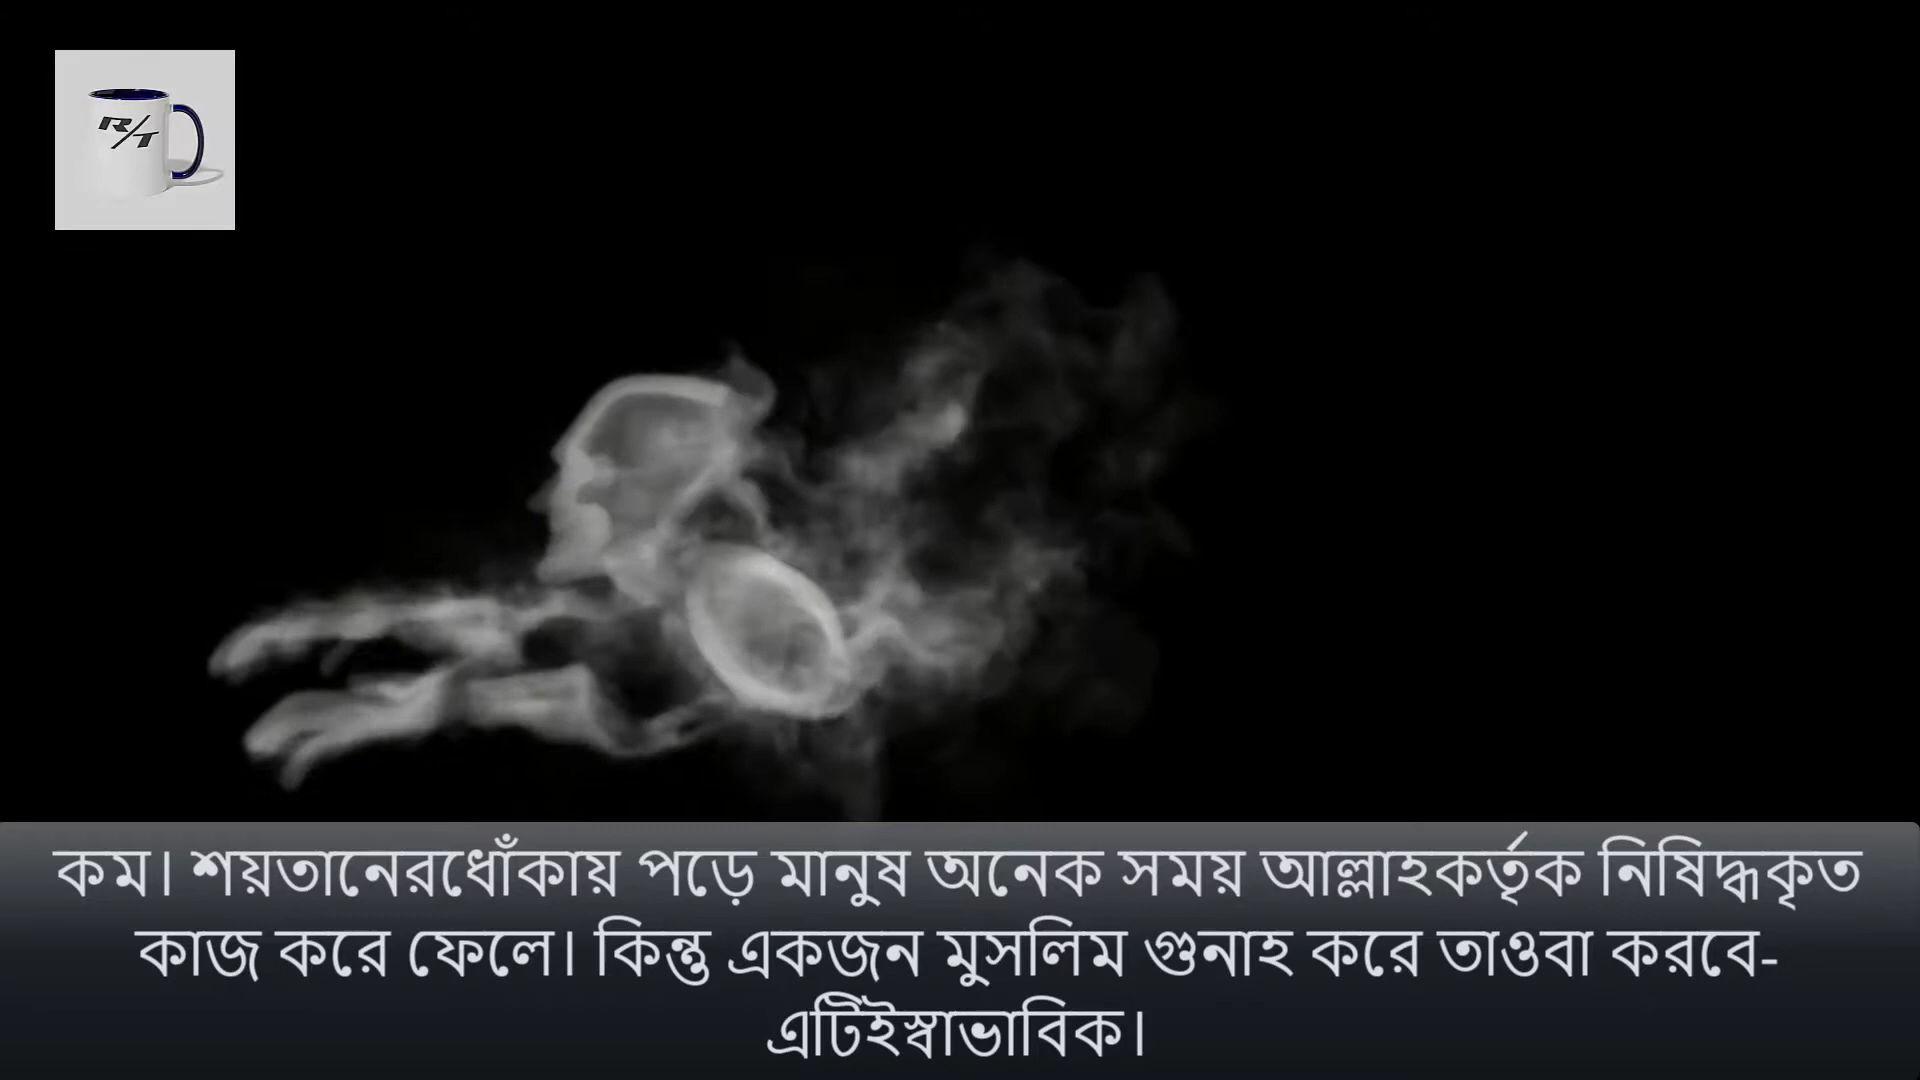 R/T
কম। শয়তানেরধোঁকায় পড়ে মানুষ অনেক সময় আল্লাহকর্তৃক নিষিদ্ধকৃত
কাজ করে ফেলে। কিন্তু একজন মুসলিম গুনাহ করে তাওবা করবে-
এটিইস্বাভাবিক।